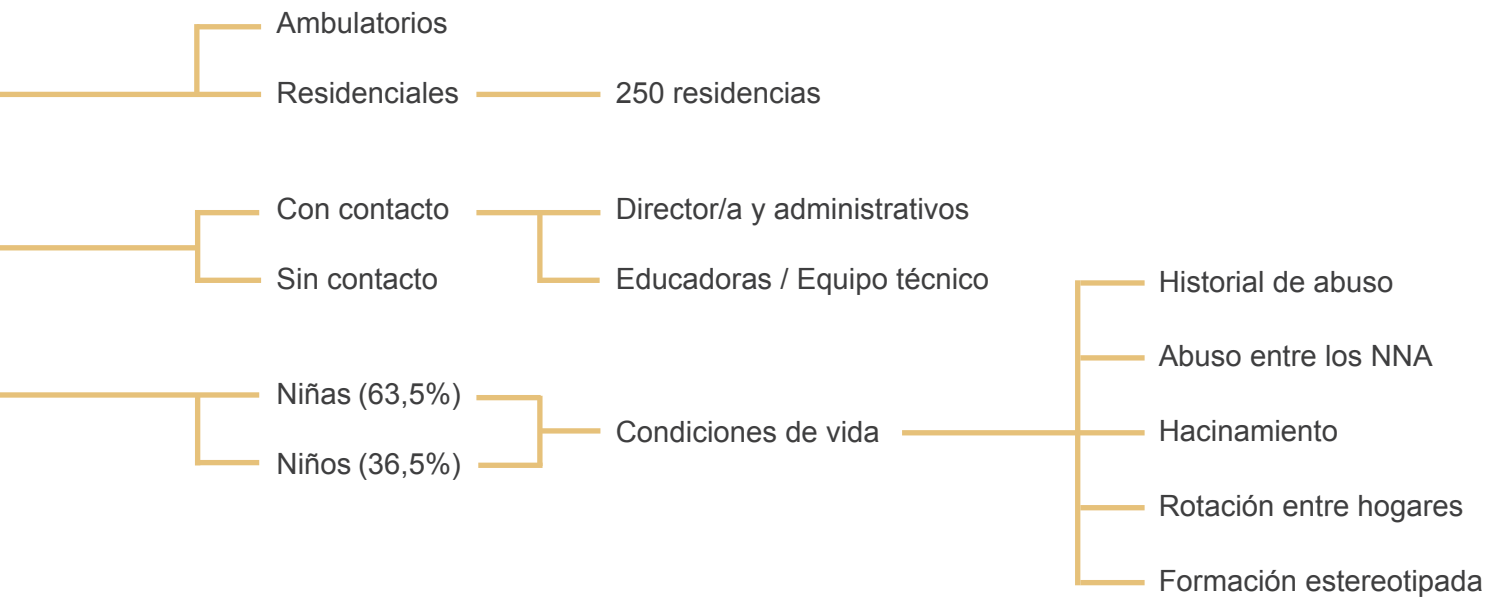 Ambulatorios
Residenciales
250 residencias
Con contacto
Director/a y administrativos
Sin contacto
Educadoras / Equipo técnico
Historial de abuso
Abuso entre los NNA
Niñas (63,5%)
Condiciones de vida
Hacinamiento
Niños (36,5%)
Rotación entre hogares
Formación estereotipada